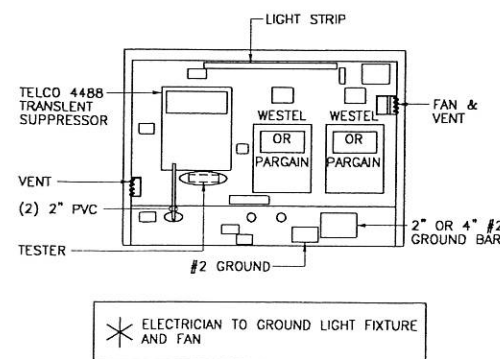 LIGHT STRIP
TELCO 4488
TRANSLENT
SUPPRESSOR
WESTEL
OR
PARGAIN
WESTEL
OR
PARGAIN
FAN &
VENT
VENT
(2) 2" PVC
TESTER
#2 GROUND
2" OR 4" #2
GROUND BAR
ELECTRICIAN TO GROUND LIGHT FIXTURE
AND FAN